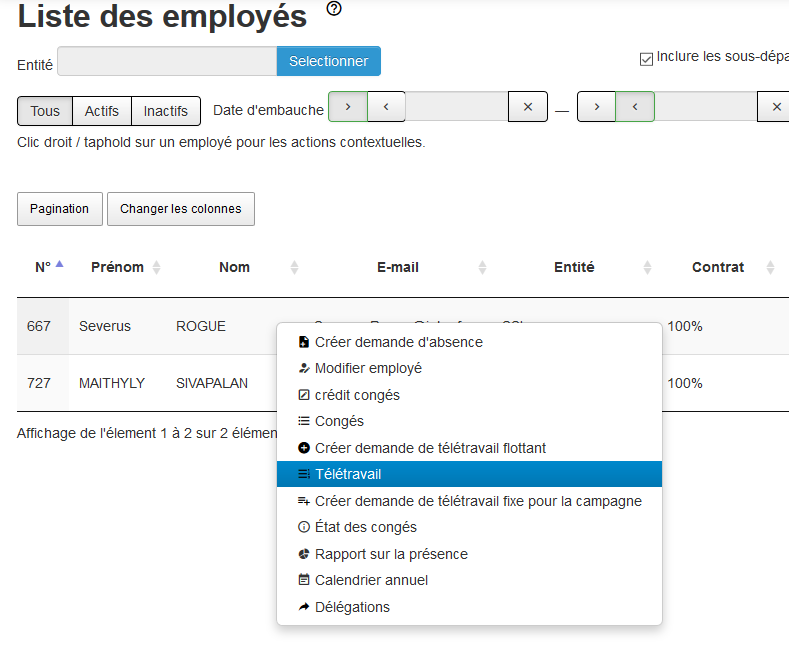 Liste des employés ?
Entité Selectionner Inclure les sous-dépa
Tous Actifs Inactifs Date d'embauche > < × — > < ×
Clic droit / taphold sur un employé pour les actions contextuelles.
Pagination Changer les colonnes
N° Prénom Nom E-mail Entité Contrat
667 Severus ROGUE 100%
Créer demande d'absence
Modifier employé
727 MAITHYLY SIVAPALAN 100%
crédit congés
Congés
Affichage de l'élement 1 à 2 sur 2 élémen
Créer demande de télétravail flottant
Télétravail
Créer demande de télétravail fixe pour la campagne
État des congés
Rapport sur la présence
Calendrier annuel
Délégations